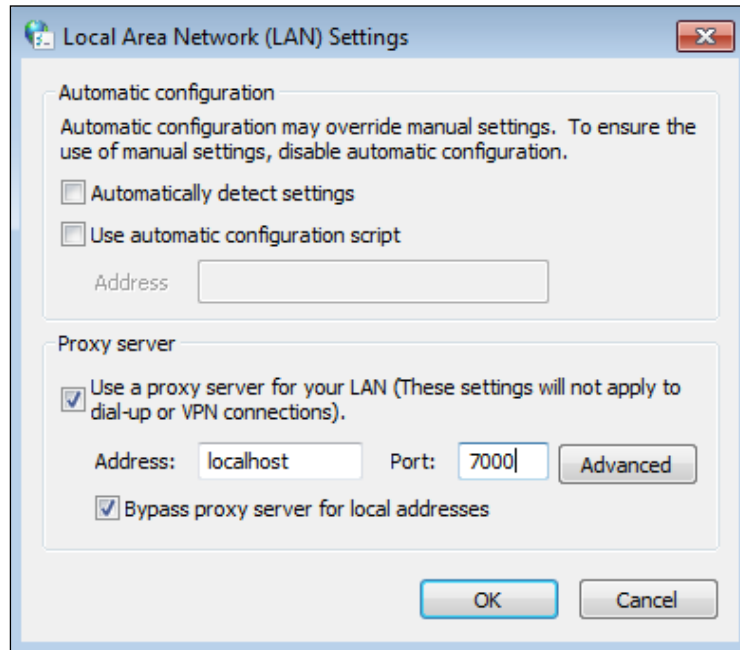 Local Area Network (LAN) Settings
Automatic configuration
Automatic configuration may override manual settings.  To ensure the
use of manual settings, disable automatic configuration.
Automatically detect settings
Use automatic configuration script
Address
Proxy server
Use a proxy server for your LAN (These settings will not apply to
dial-up or VPN connections).
Address: localhost Port: 7000 Advanced
Bypass proxy server for local addresses
OK Cancel